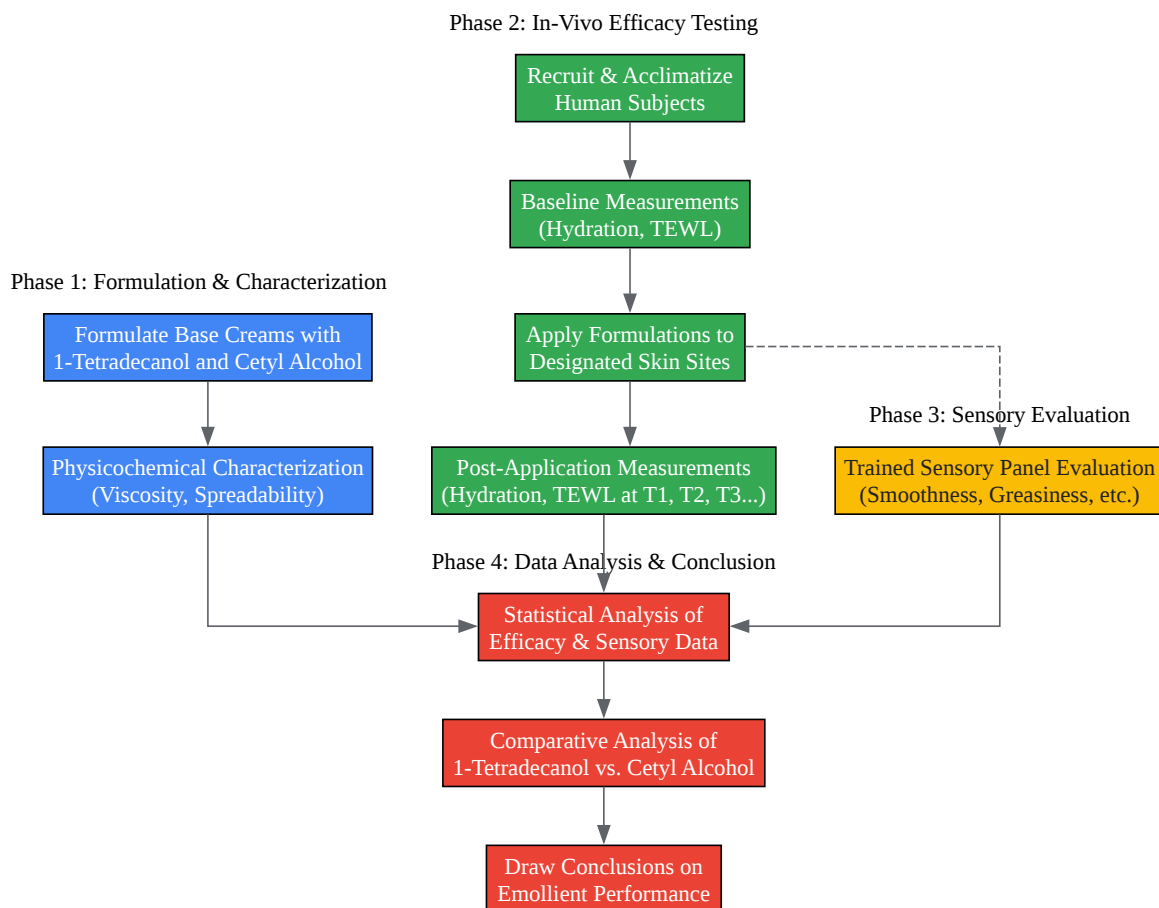 Phase 2: In-Vivo Efficacy Testing
Recruit & Acclimatize
Human Subjects
Baseline Measurements
(Hydration, TEWL)
Phase 1: Formulation & Characterization
Formulate Base Creams with
1-Tetradecanol and Cetyl Alcohol
Apply Formulations to
Designated Skin Sites
Phase 3: Sensory Evaluation
Physicochemical Characterization
(Viscosity, Spreadability)
Post-Application Measurements
(Hydration, TEWL at T1, T2, T3...)
Trained Sensory Panel Evaluation
(Smoothness, Greasiness, etc.)
Phase 4: Data Analysis & Conclusion
Statistical Analysis of
Efficacy & Sensory Data
Comparative Analysis of
1-Tetradecanol vs. Cetyl Alcohol
Draw Conclusions on
Emollient Performance